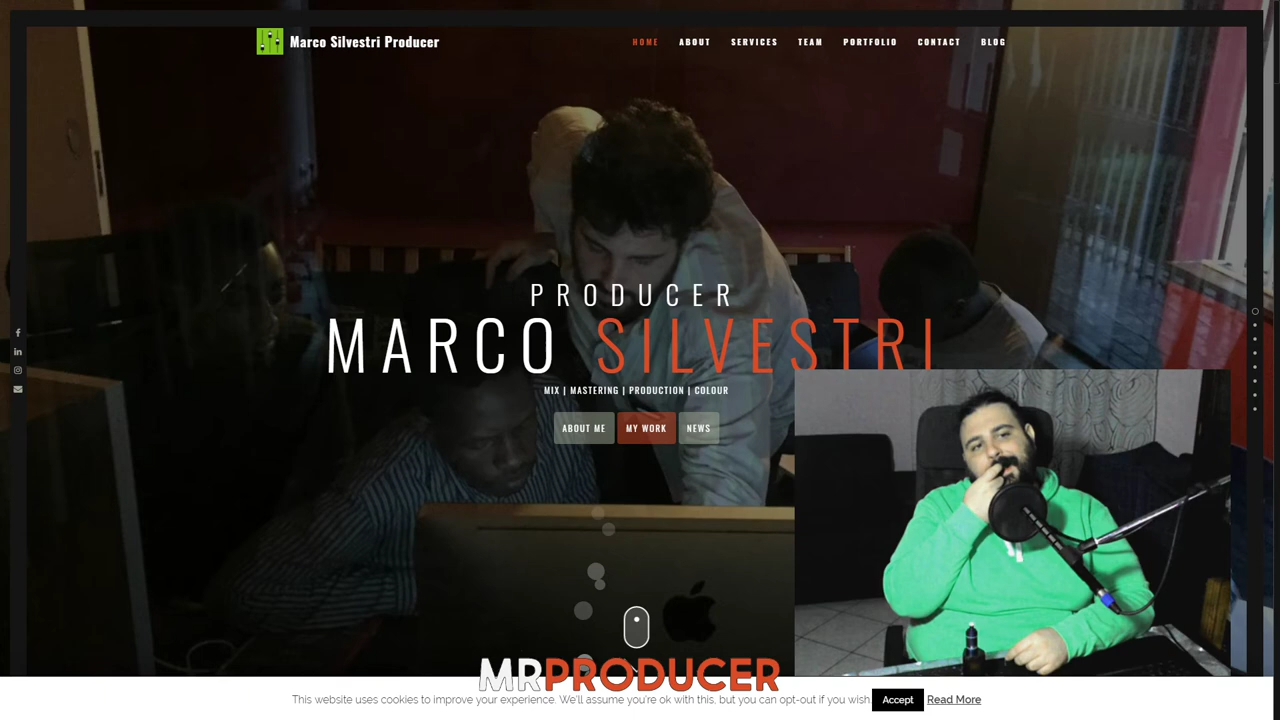 Marco Silvestri Producer
HOME ABOUT SERVICES TEAM PORTFOLIO CONTACT BLOG
PRODUCER
MARCO SILVESTRI
MIX | MASTERING | PRODUCTION | COLOUR
ABOUT ME MY WORK NEWS
MRPRODUCER
This website uses cookies to improve your experience. We'll assume you're ok with this, but you can opt-out if you wish. Accept Read More